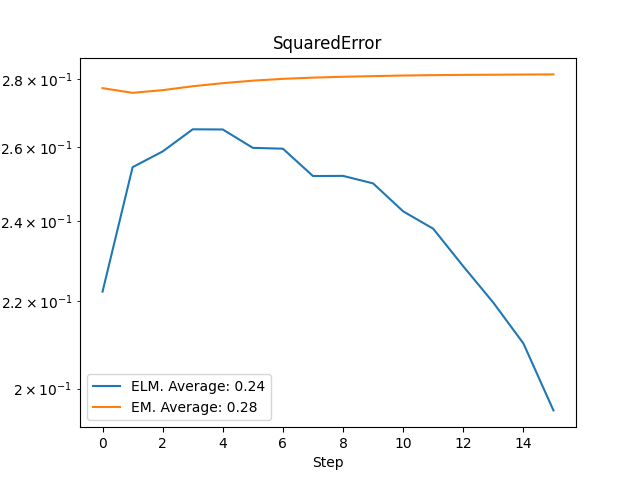 SquaredError
2.8 × 10⁻¹
2.6 × 10⁻¹
2.4 × 10⁻¹
2.2 × 10⁻¹
2 × 10⁻¹
ELM. Average: 0.24
EM. Average: 0.28
0 2 4 6 8 10 12 14
Step